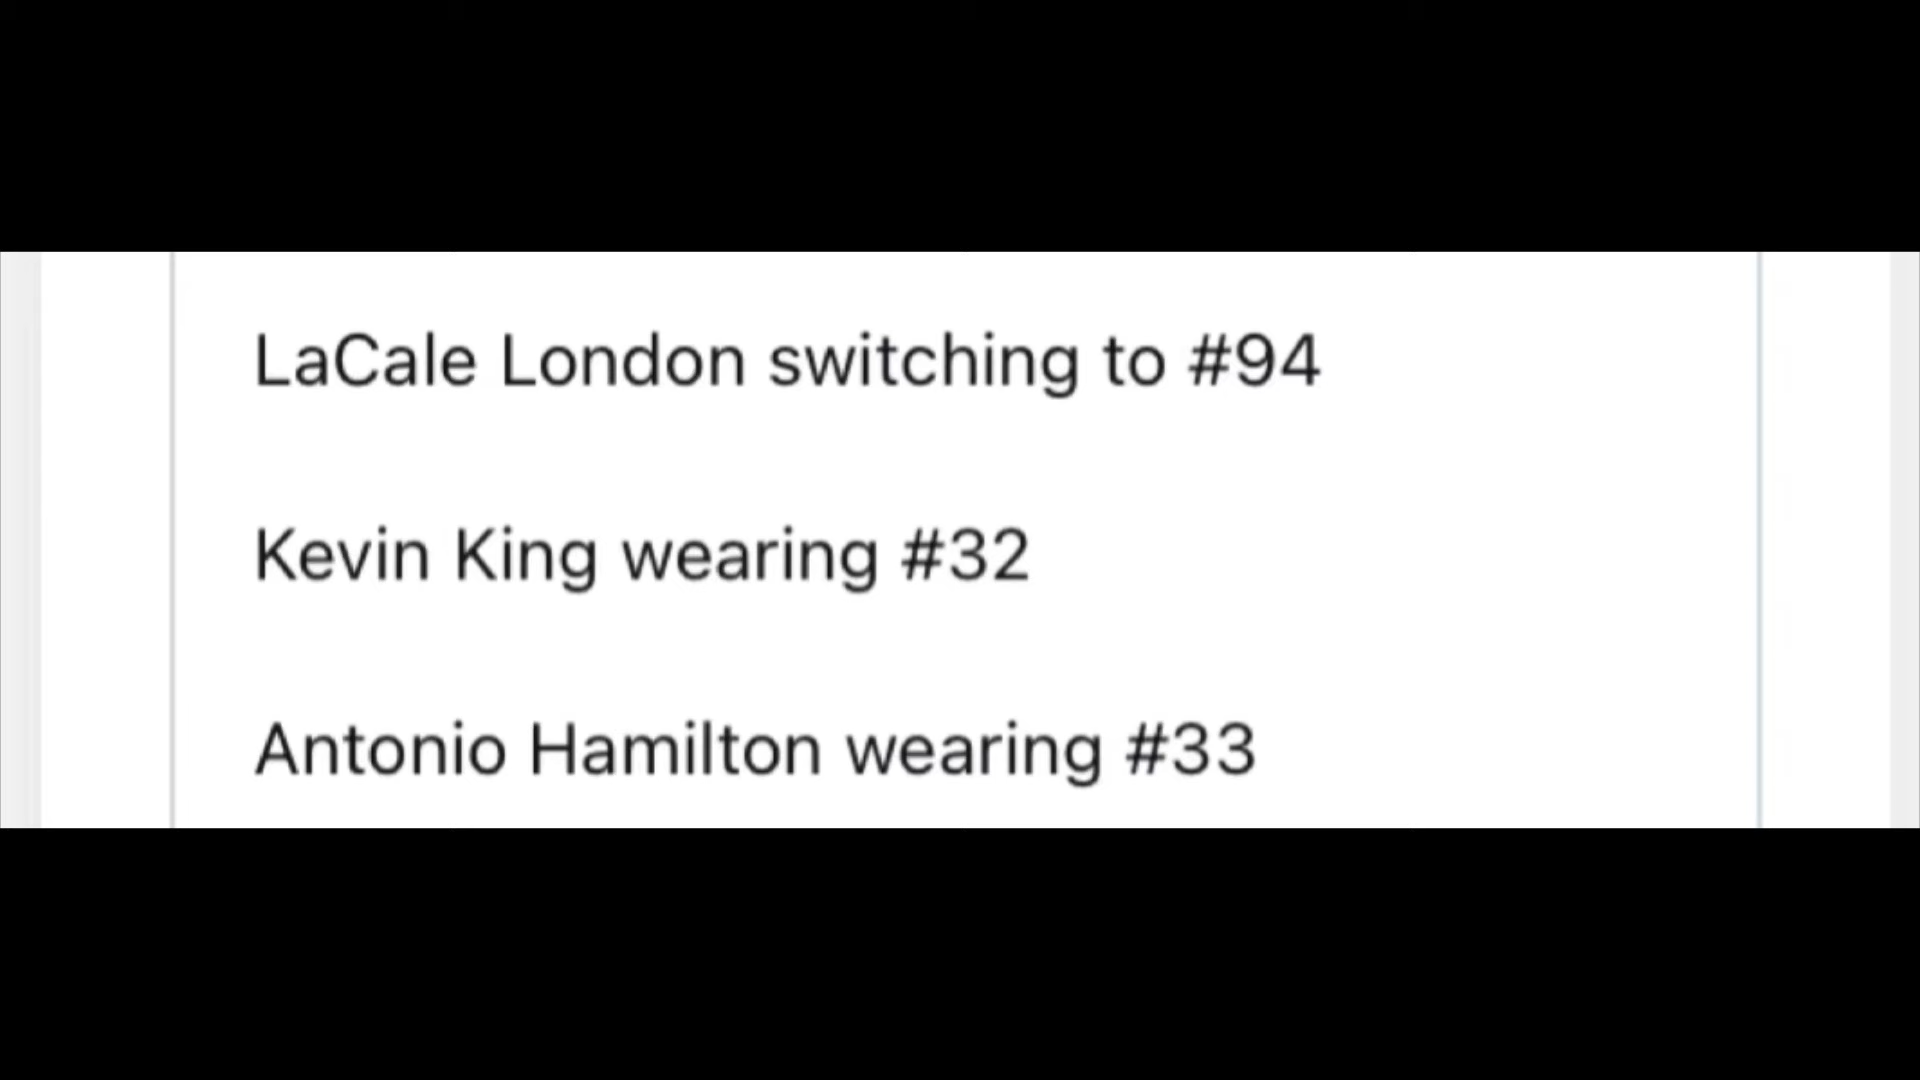 LaCale London switching to #94
Kevin King wearing #32
Antonio Hamilton wearing #33